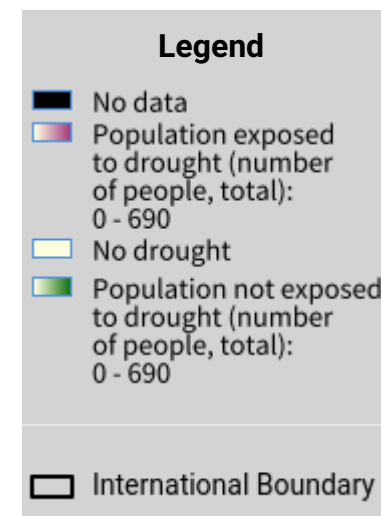 Legend
No data
Population exposed
to drought (number
of people, total):
0 - 690
No drought
Population not exposed
to drought (number
of people, total):
0 - 690
International Boundary